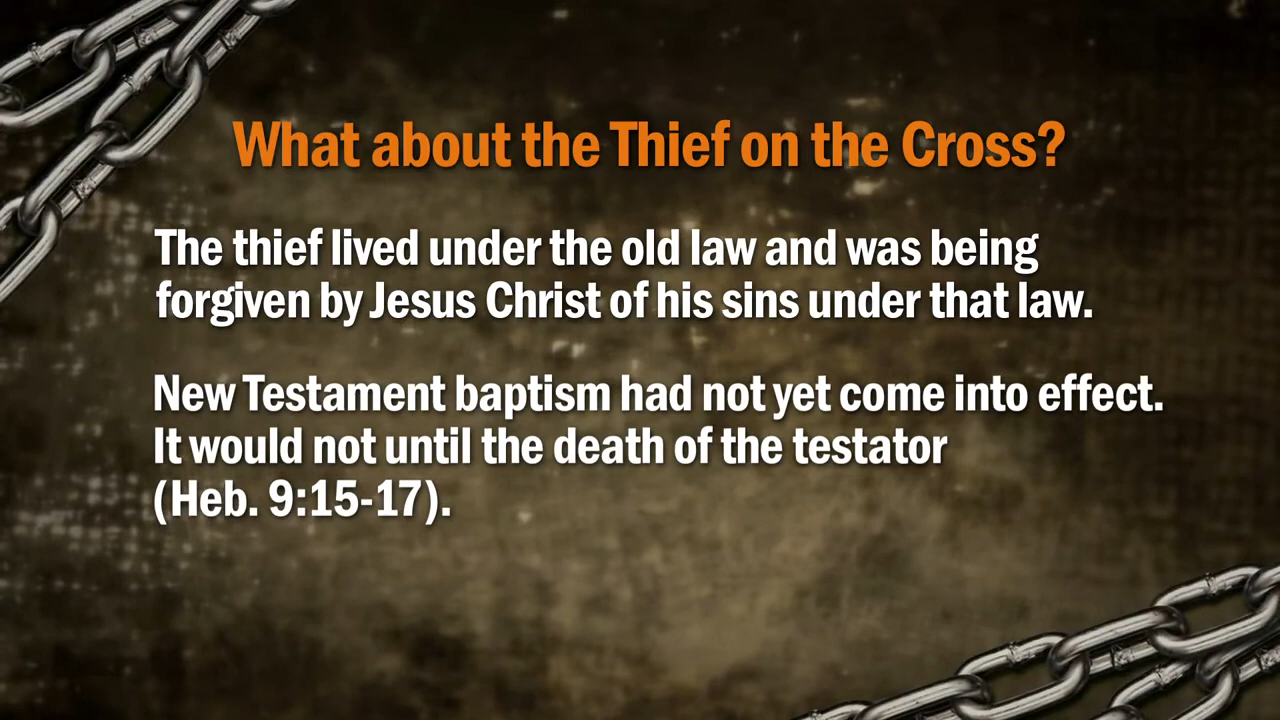 What about the Thief on the Cross?
The thief lived under the old law and was being
forgiven by Jesus Christ of his sins under that law.
New Testament baptism had not yet come into effect.
It would not until the death of the testator
(Heb. 9:15-17).